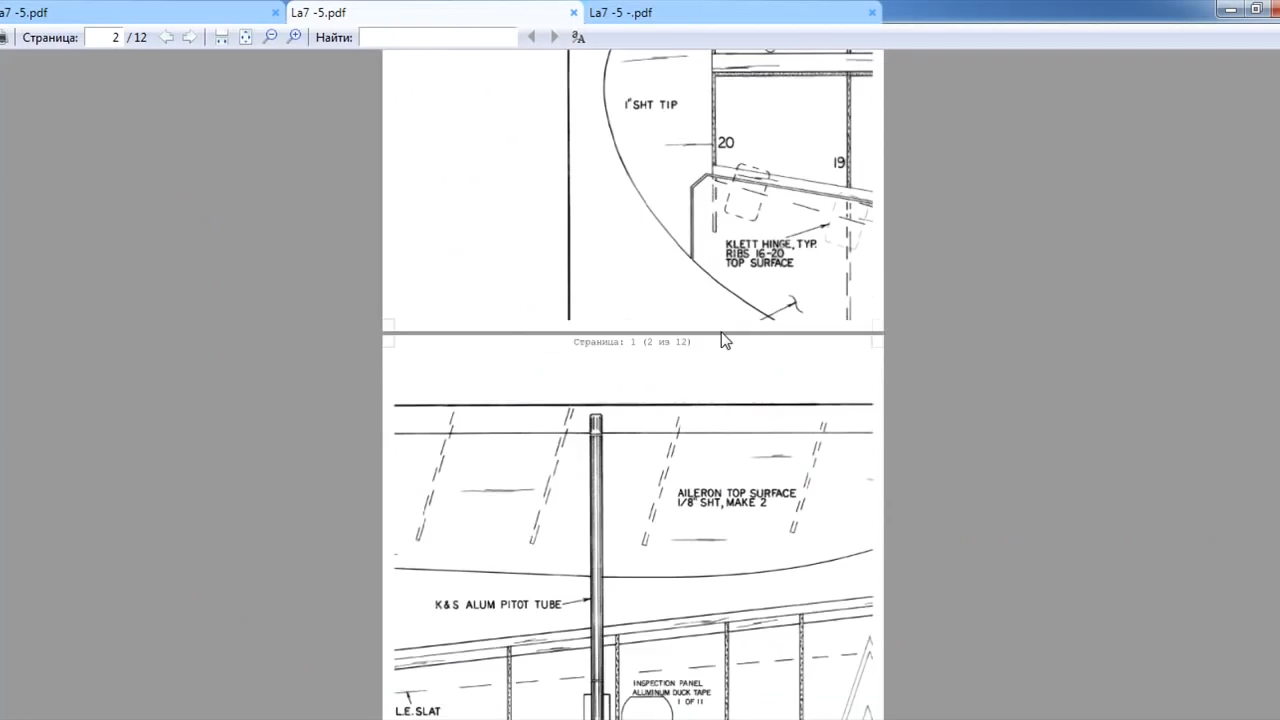 a7 -5.pdf
La7 -5.pdf
La7 -5 -.pdf
Страница: 2 / 12
Найти:
1" SHT TIP
20
19
KLETT HINGE, TYP.
RIBS 16-20
TOP SURFACE
Страница: 1 (2 из 12)
AILERON TOP SURFACE
1/8" SHT, MAKE 2
K&S ALUM PITOT TUBE
INSPECTION PANEL
ALUMINUM DUCK TAPE
1 OF 11
L.E. SLAT